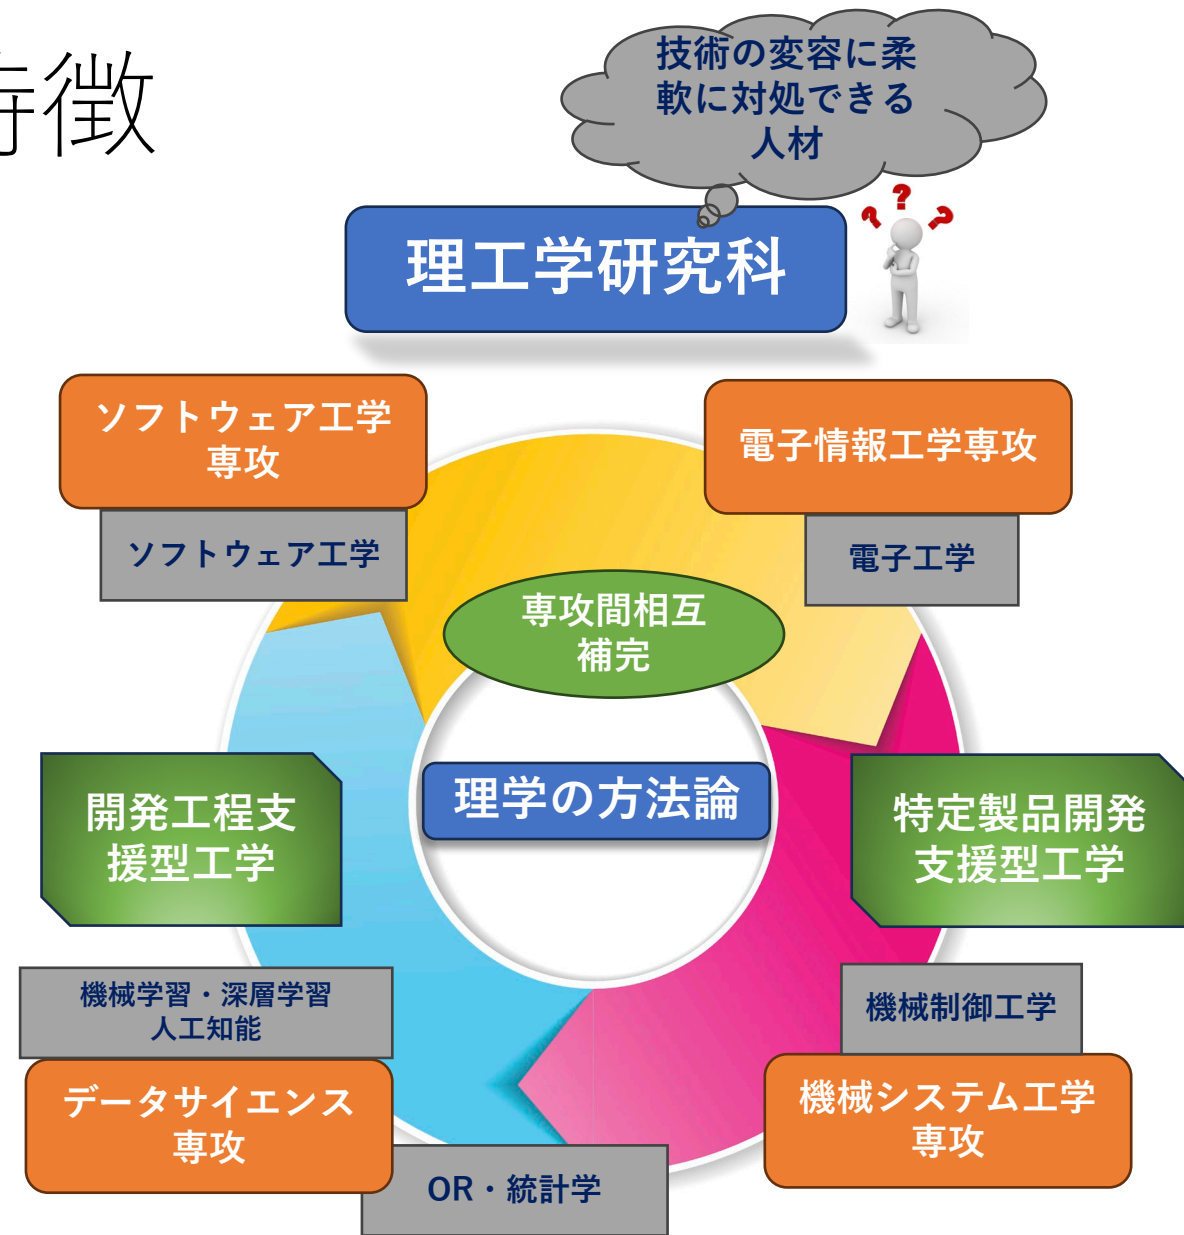 特徴
技術の変容に柔
軟に対処できる
人材
? ? ?
理工学研究科
ソフトウェア工学
専攻
電子情報工学専攻
ソフトウェア工学
電子工学
専攻間相互
補完
理学の方法論
開発工程支
援型工学
特定製品開発
支援型工学
機械学習・深層学習
人工知能
機械制御工学
データサイエンス
専攻
機械システム工学
専攻
OR・統計学